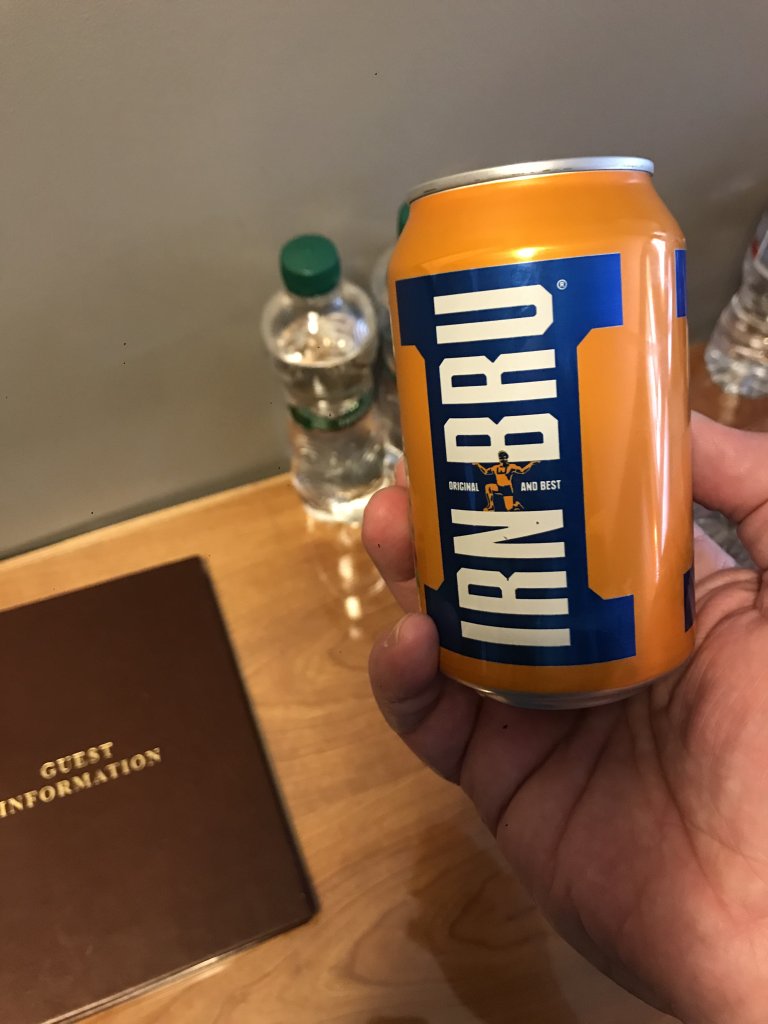 IRN BRU®
ORIGINAL AND BEST
GUEST
INFORMATION